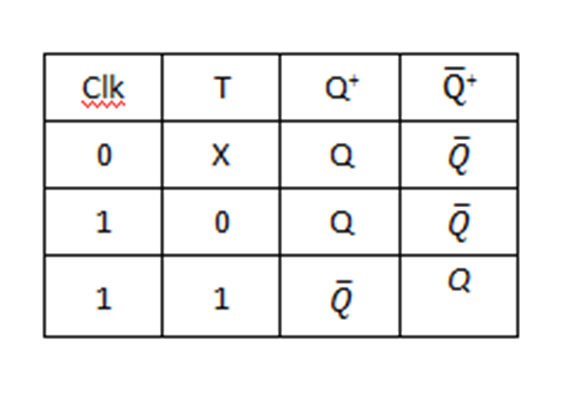 Clk T Q⁺ Q̅⁺
0 X Q Q̅
1 0 Q Q̅
1 1 Q̅ Q